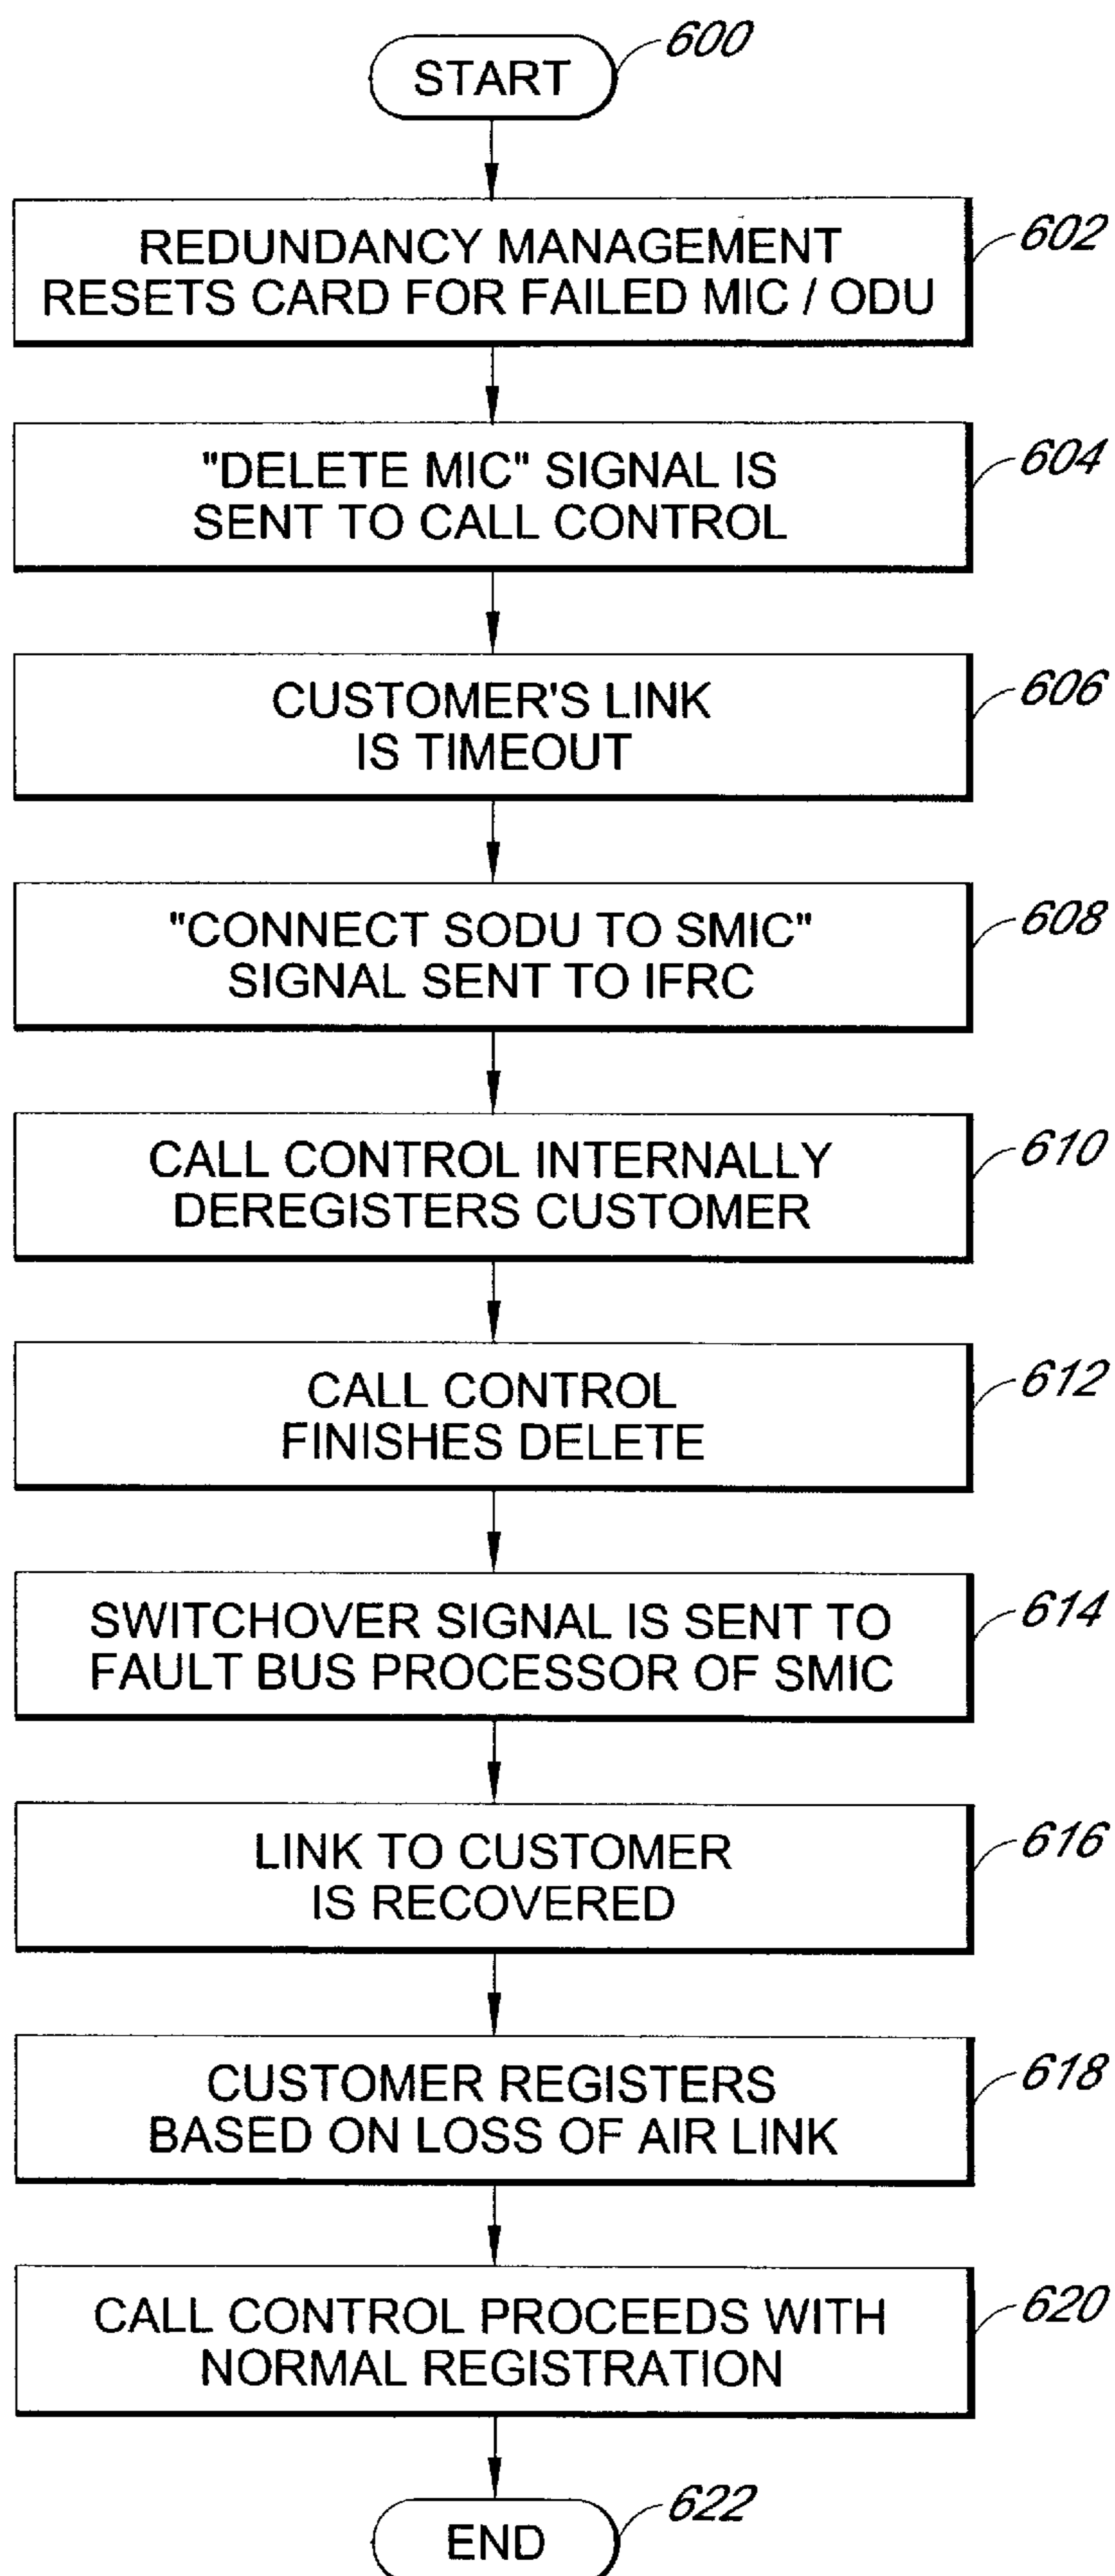 START
600
REDUNDANCY MANAGEMENT
RESETS CARD FOR FAILED MIC / ODU
602
"DELETE MIC" SIGNAL IS
SENT TO CALL CONTROL
604
CUSTOMER'S LINK
IS TIMEOUT
606
"CONNECT SODU TO SMIC"
SIGNAL SENT TO IFRC
608
CALL CONTROL INTERNALLY
DEREGISTERS CUSTOMER
610
CALL CONTROL
FINISHES DELETE
612
SWITCHOVER SIGNAL IS SENT TO
FAULT BUS PROCESSOR OF SMIC
614
LINK TO CUSTOMER
IS RECOVERED
616
CUSTOMER REGISTERS
BASED ON LOSS OF AIR LINK
618
CALL CONTROL PROCEEDS WITH
NORMAL REGISTRATION
620
END
622